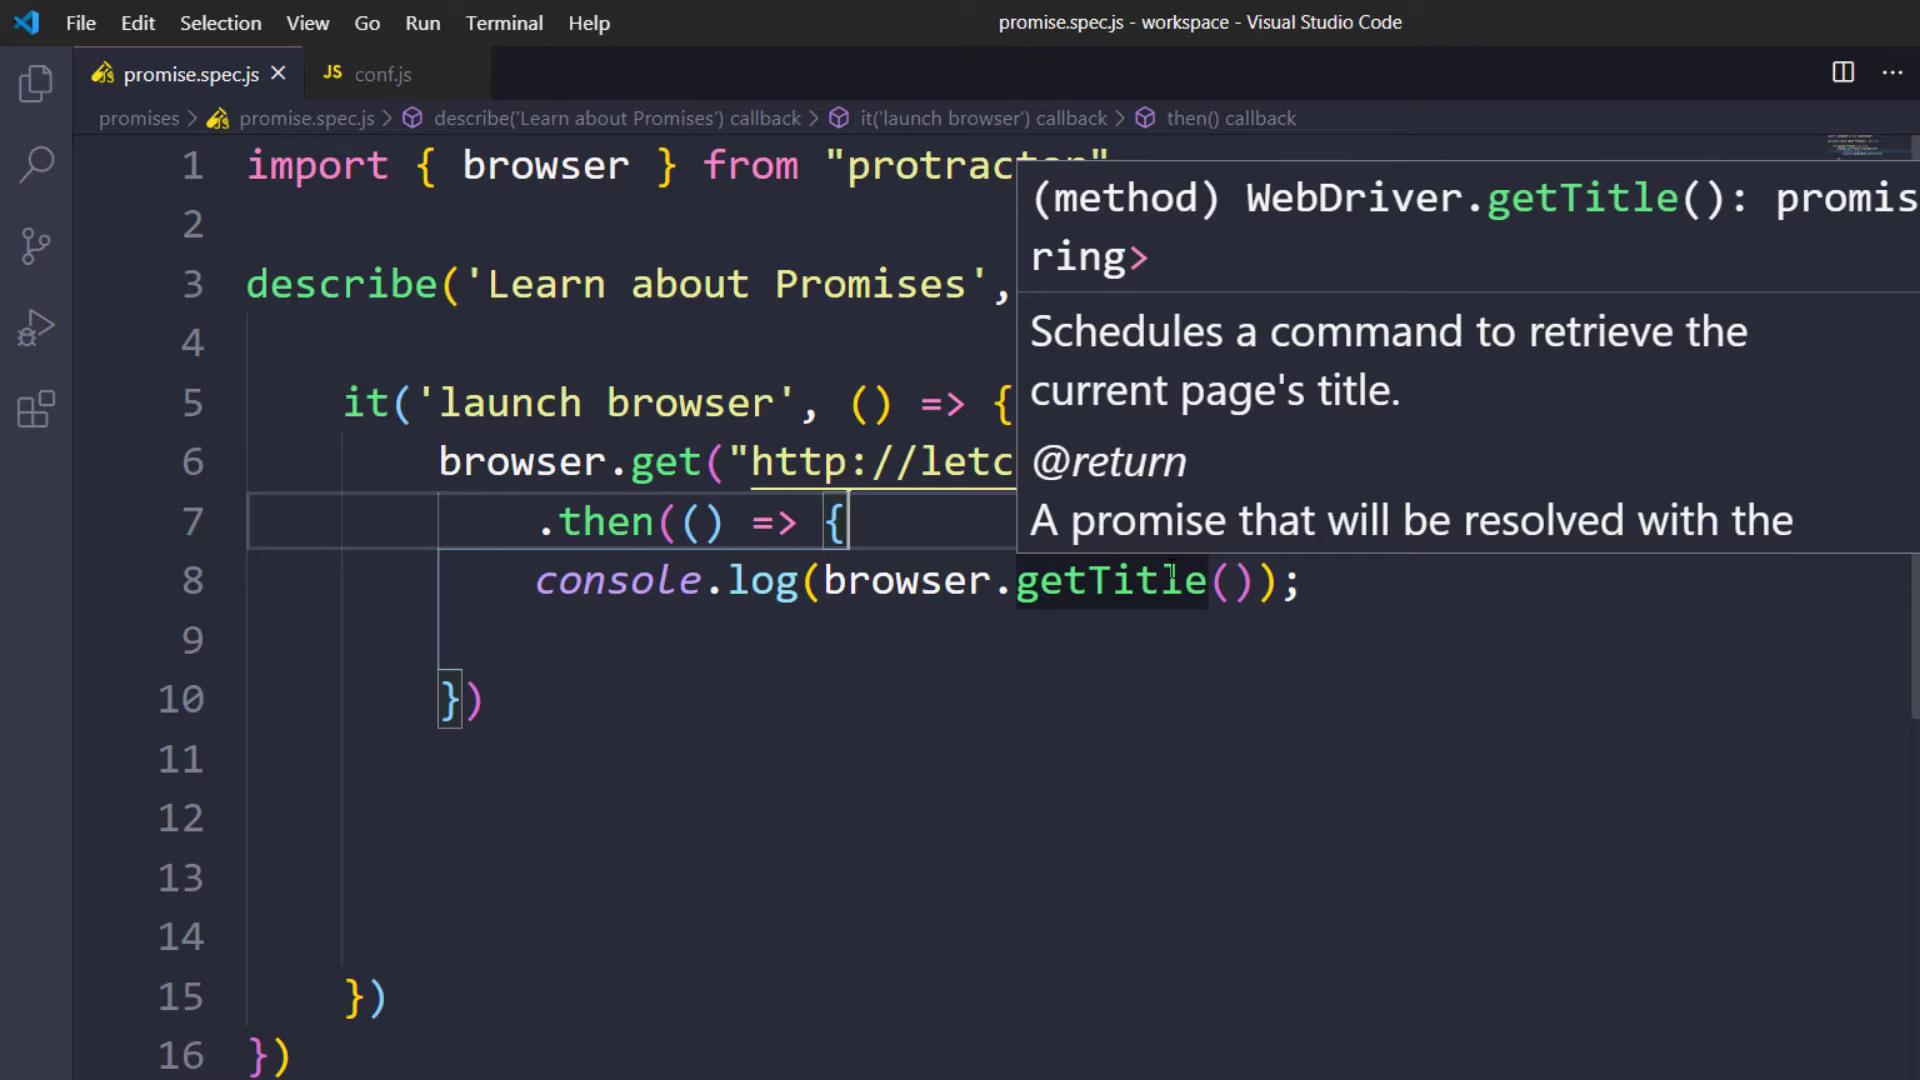 File Edit Selection View Go Run Terminal Help promise.spec.js - workspace - Visual Studio Code
promise.spec.js JS conf.js
promises promise.spec.js describe('Learn about Promises') callback it('launch browser') callback then() callback
1 import { browser } from "protractor"
(method) WebDriver.getTitle(): promis
2
ring>
3 describe('Learn about Promises',
Schedules a command to retrieve the
4
current page's title.
5 it('launch browser', () => {
6 browser.get("http://letc
@return
7 .then(() => {
A promise that will be resolved with the
8 console.log(browser.getTitle());
9
10 })
11
12
13
14
15 })
16 })